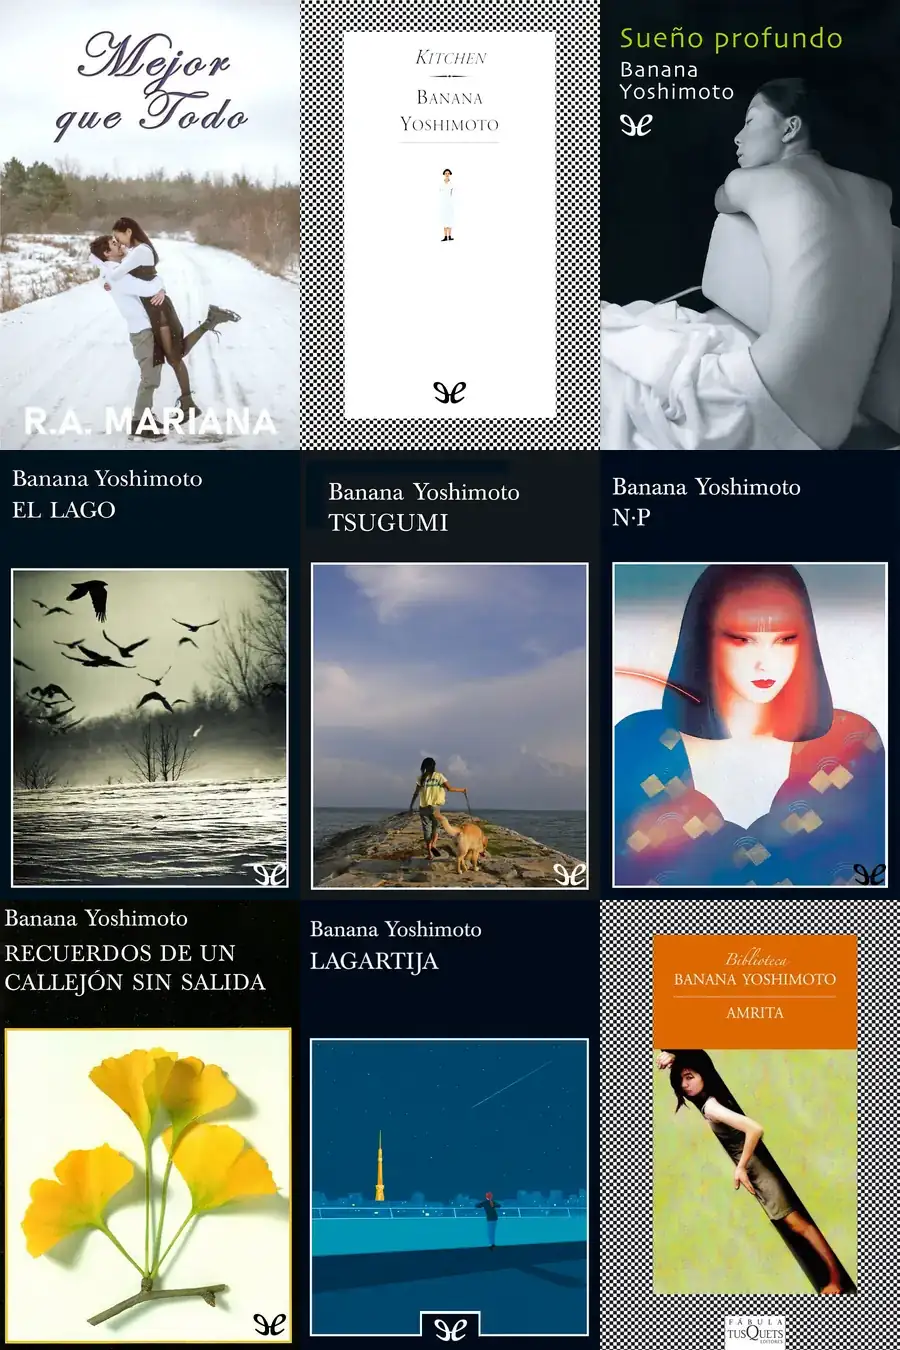 Mejor
que Todo
R.A. MARIANA
KITCHEN
BANANA
YOSHIMOTO
Sueño profundo
Banana
Yoshimoto
Banana Yoshimoto
EL LAGO
Banana Yoshimoto
TSUGUMI
Banana Yoshimoto
N·P
Banana Yoshimoto
RECUERDOS DE UN
CALLEJÓN SIN SALIDA
Banana Yoshimoto
LAGARTIJA
Biblioteca
BANANA YOSHIMOTO
AMRITA
FÁBULA
TUSQUETS
EDITORES